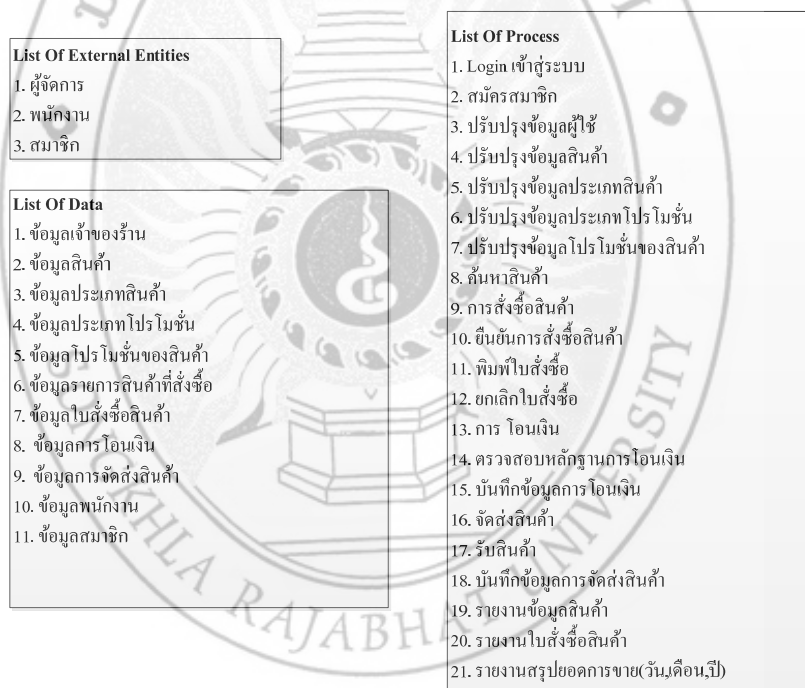 List Of External Entities
1. ผู้จัดการ
2. พนักงาน
3. สมาชิก
List Of Data
1. ข้อมูลเจ้าของร้าน
2. ข้อมูลสินค้า
3. ข้อมูลประเภทสินค้า
4. ข้อมูลประเภทโปรโมชั่น
5. ข้อมูลโปรโมชั่นของสินค้า
6. ข้อมูลรายการสินค้าที่สั่งซื้อ
7. ข้อมูลใบสั่งซื้อสินค้า
8. ข้อมูลการโอนเงิน
9. ข้อมูลการจัดส่งสินค้า
10. ข้อมูลพนักงาน
11. ข้อมูลสมาชิก
List Of Process
1. Login เข้าสู่ระบบ
2. สมัครสมาชิก
3. ปรับปรุงข้อมูลผู้ใช้
4. ปรับปรุงข้อมูลสินค้า
5. ปรับปรุงข้อมูลประเภทสินค้า
6. ปรับปรุงข้อมูลประเภทโปรโมชั่น
7. ปรับปรุงข้อมูลโปรโมชั่นของสินค้า
8. ค้นหาสินค้า
9. การสั่งซื้อสินค้า
10. ยืนยันการสั่งซื้อสินค้า
11. พิมพ์ใบสั่งซื้อ
12. ยกเลิกใบสั่งซื้อ
13. การ โอนเงิน
14. ตรวจสอบหลักฐานการโอนเงิน
15. บันทึกข้อมูลการโอนเงิน
16. จัดส่งสินค้า
17. รับสินค้า
18. บันทึกข้อมูลการจัดส่งสินค้า
19. รายงานข้อมูลสินค้า
20. รายงานใบสั่งซื้อสินค้า
21. รายงานสรุปยอดการขาย(วัน,เดือน,ปี)
SONGKHLA RAJABHAT UNIVERSITY